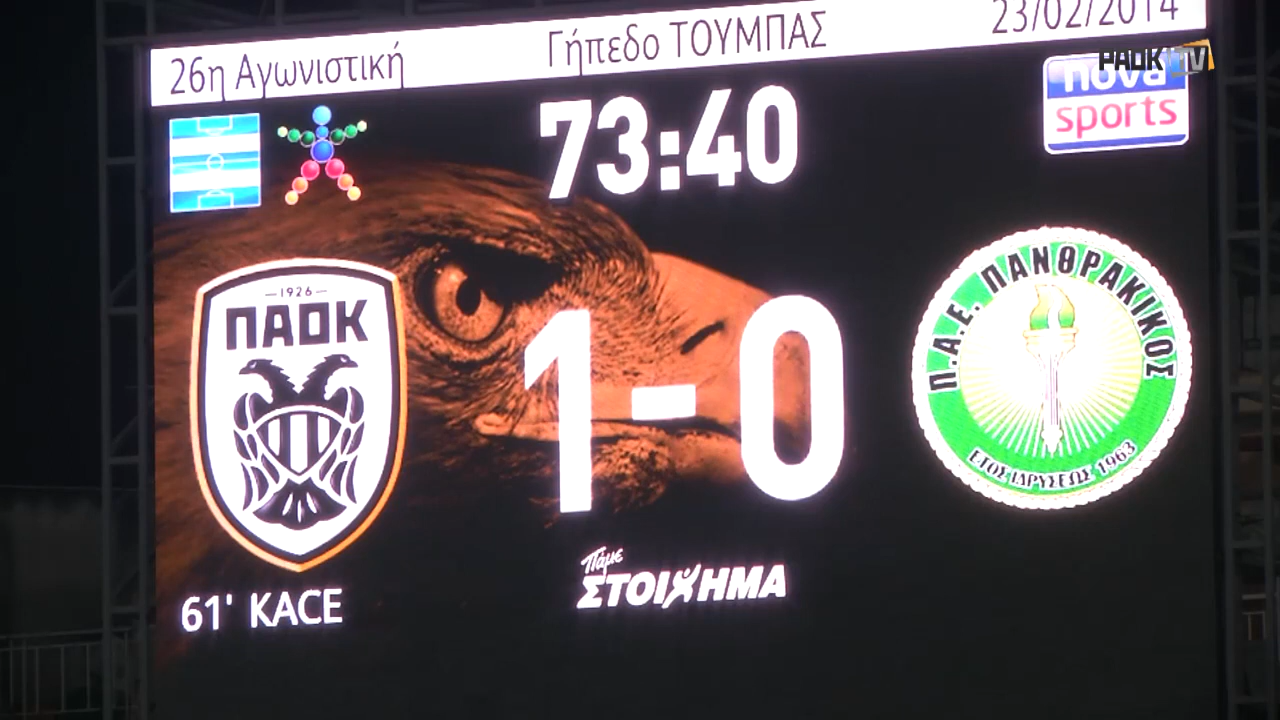 26η Αγωνιστική
Γήπεδο ΤΟΥΜΠΑΣ
23/02/2014
PAOK TV
73:40
nova
sports
1926
ΠΑΟΚ
1-0
Π.Α.Ε. ΠΑΝΘΡΑΚΙΚΟΣ
ΕΤΟΣ ΙΔΡΥΣΕΩΣ 1963
61' KACE
Πάμε
ΣΤΟΙΧΗΜΑ